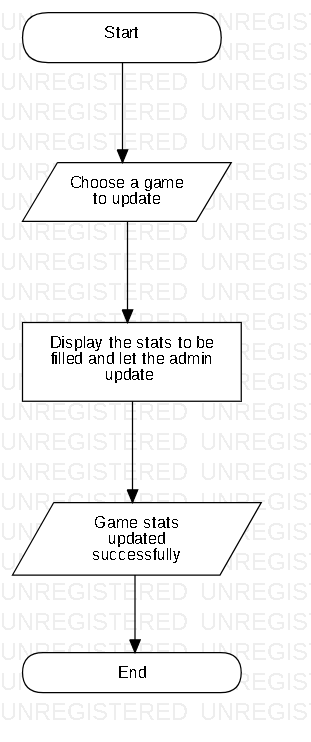 Start
Choose a game
to update
Display the stats to be
filled and let the admin
update
Game stats
updated
successfully
End
UNREGISTERED